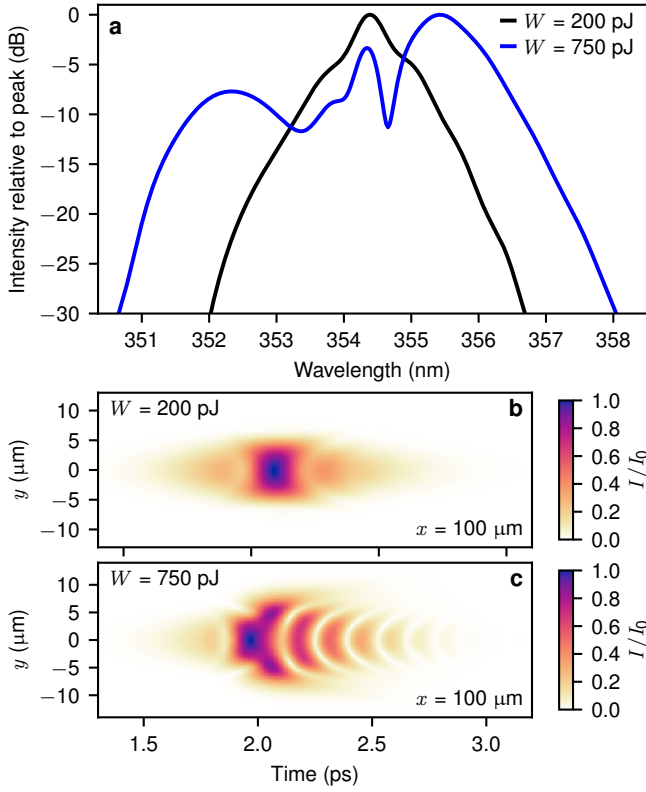 a
W = 200 pJ
W = 750 pJ
Intensity relative to peak (dB)
0
−5
−10
−15
−20
−25
−30
351 352 353 354 355 356 357 358
Wavelength (nm)
W = 200 pJ
b
y (μm)
10
5
0
−5
−10
x = 100 μm
1.0
0.8
0.6
0.4
0.2
0.0
I/I0
W = 750 pJ
c
y (μm)
10
5
0
−5
−10
x = 100 μm
1.0
0.8
0.6
0.4
0.2
0.0
I/I0
1.5 2.0 2.5 3.0
Time (ps)